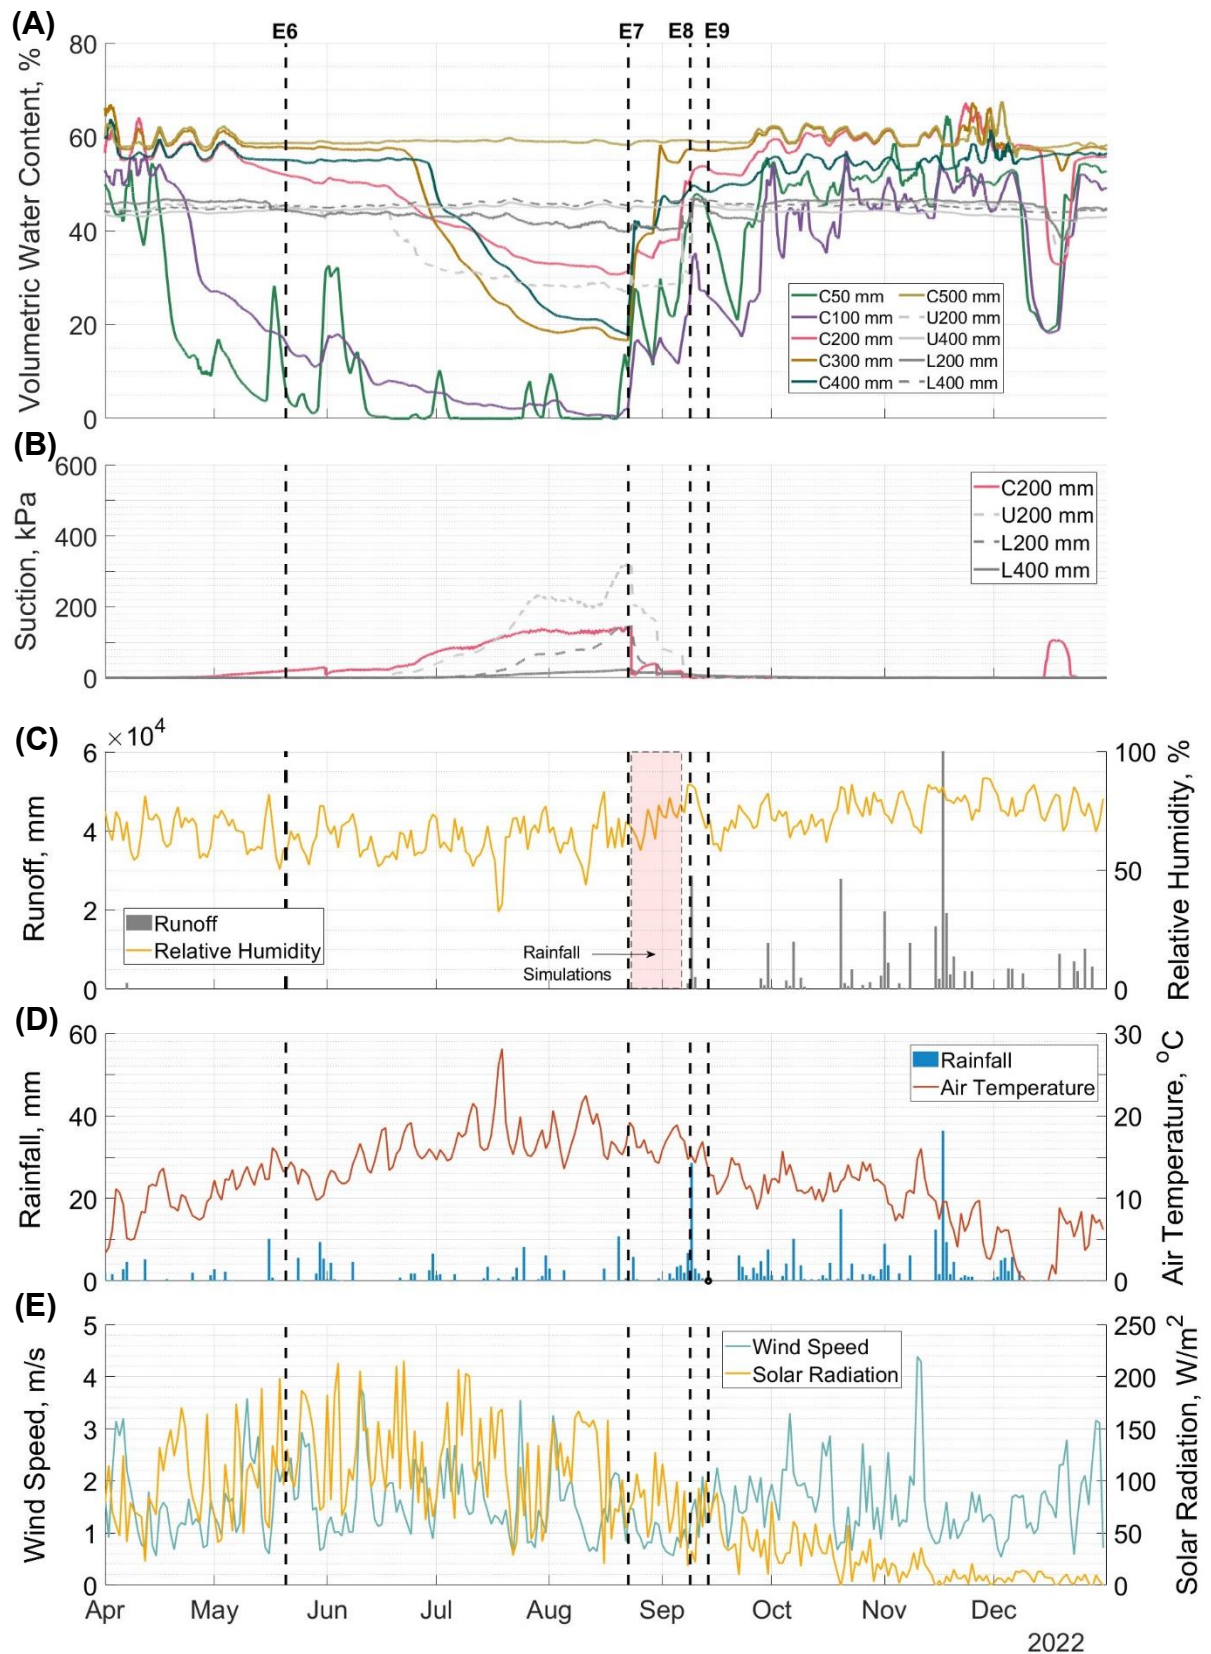 (A)
E6 E7 E8 E9
Volumetric Water Content, %
80
60
40
20
0
C50 mm C500 mm
C100 mm U200 mm
C200 mm U400 mm
C300 mm L200 mm
C400 mm L400 mm
(B)
Suction, kPa
600
400
200
0
C200 mm
U200 mm
L200 mm
L400 mm
(C)
×10⁴
Runoff, mm
6
4
2
0
Runoff
Relative Humidity
Rainfall
Simulations
100
50
0
Relative Humidity, %
(D)
Rainfall, mm
60
40
20
0
Rainfall
Air Temperature
30
20
10
0
Air Temperature, °C
(E)
Wind Speed, m/s
5
4
3
2
1
0
Wind Speed
Solar Radiation
250
200
150
100
50
0
Solar Radiation, W/m²
Apr May Jun Jul Aug Sep Oct Nov Dec
2022